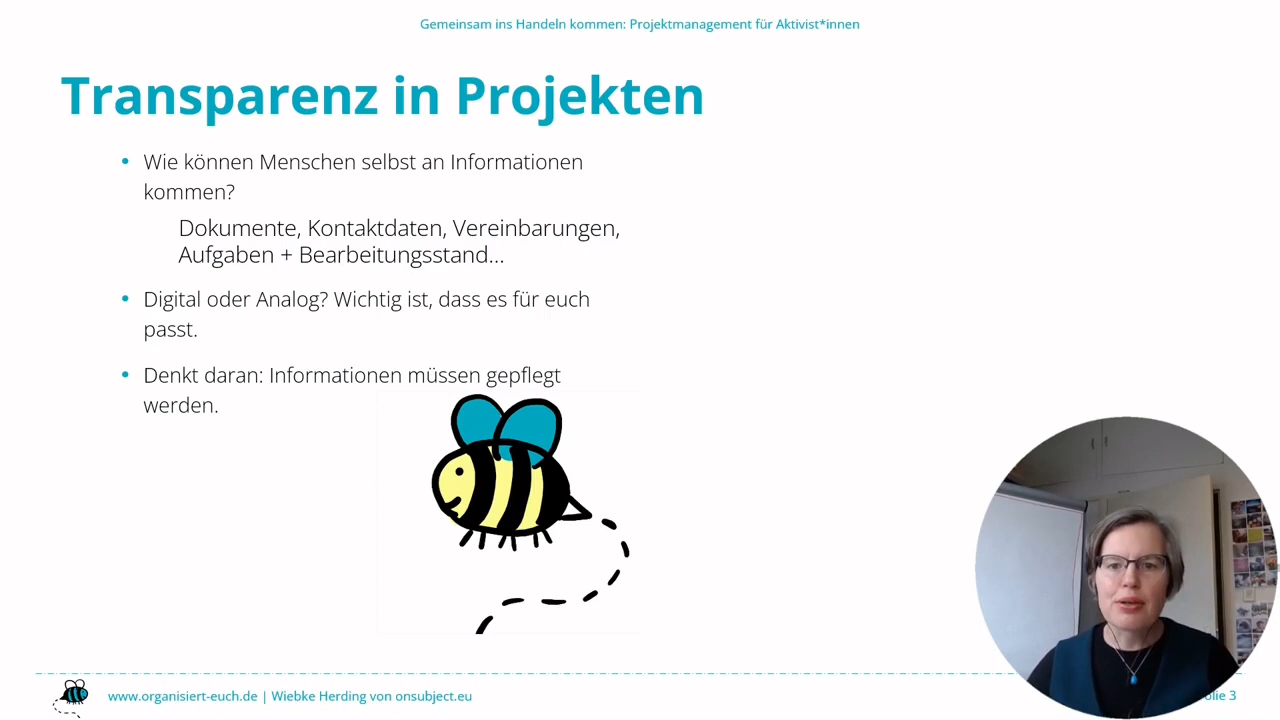 Gemeinsam ins Handeln kommen: Projektmanagement für Aktivist*innen
Transparenz in Projekten
• Wie können Menschen selbst an Informationen
kommen?
Dokumente, Kontaktdaten, Vereinbarungen,
Aufgaben + Bearbeitungsstand...
• Digital oder Analog? Wichtig ist, dass es für euch
passt.
• Denkt daran: Informationen müssen gepflegt
werden.
www.organisiert-euch.de | Wiebke Herding von onsubject.eu
olie 3